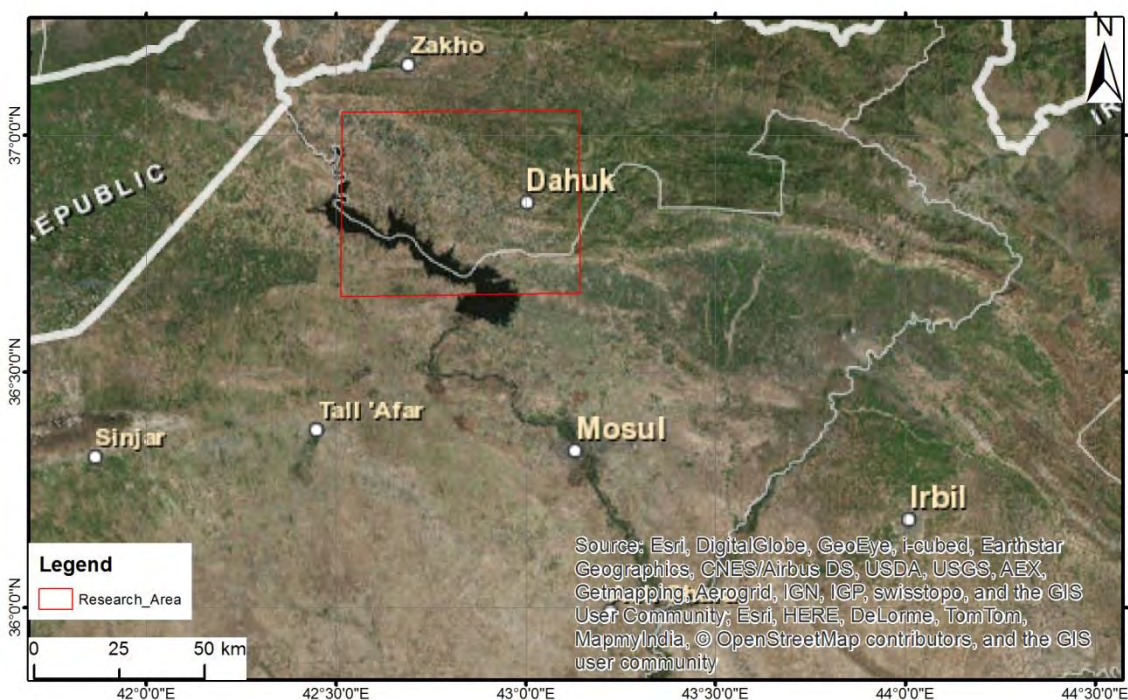 N
Zakho
IR
37°0'0"N
Dahuk
REPUBLIC
36°30'0"N
Tall 'Afar
Sinjar
Mosul
Irbil
Legend
Research_Area
Source: Esri, DigitalGlobe, GeoEye, i-cubed, Earthstar
Geographics, CNES/Airbus DS, USDA, USGS, AEX,
Getmapping, Aerogrid, IGN, IGP, swisstopo, and the GIS
User Community; Esri, HERE, DeLorme, TomTom,
MapmyIndia, © OpenStreetMap contributors, and the GIS
user community
36°0'0"N
0 25 50 km
42°0'0"E 42°30'0"E 43°0'0"E 43°30'0"E 44°0'0"E 44°30'0"E